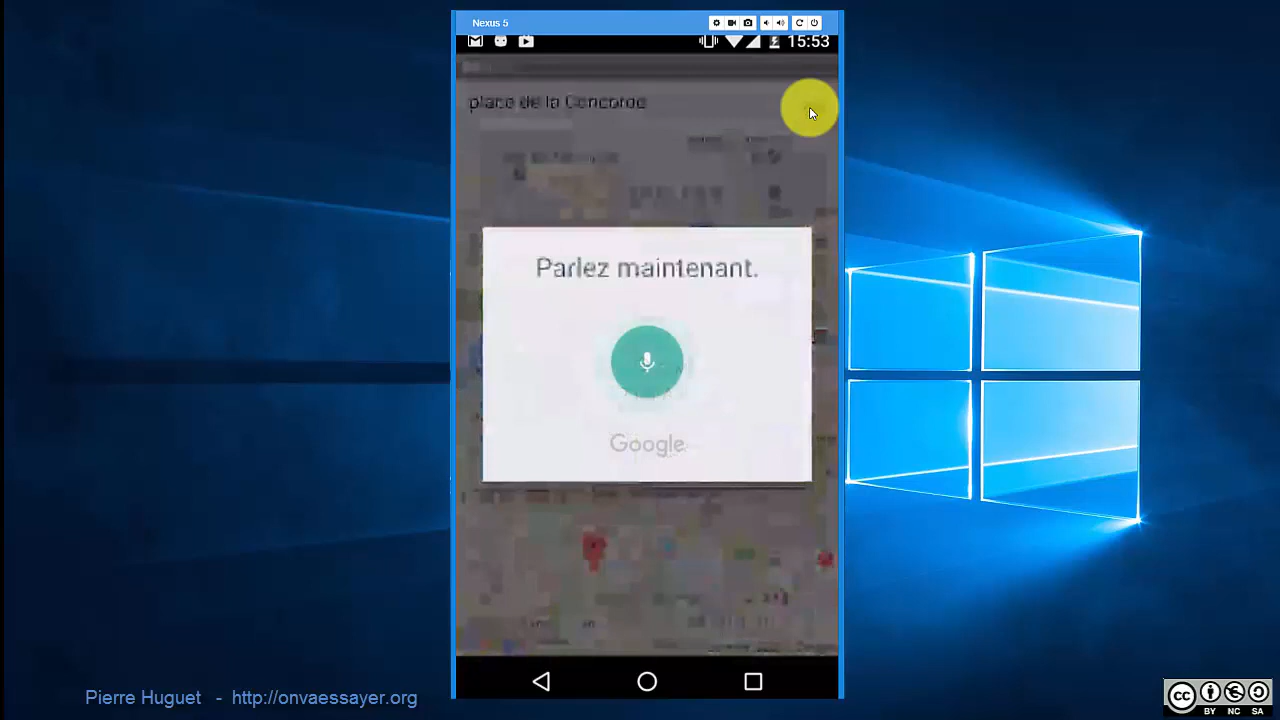 Nexus 5
15:53
place de la Concorde
Parlez maintenant.
Google
Pierre Huguet - http://onvaessayer.org
CC
BY NC SA